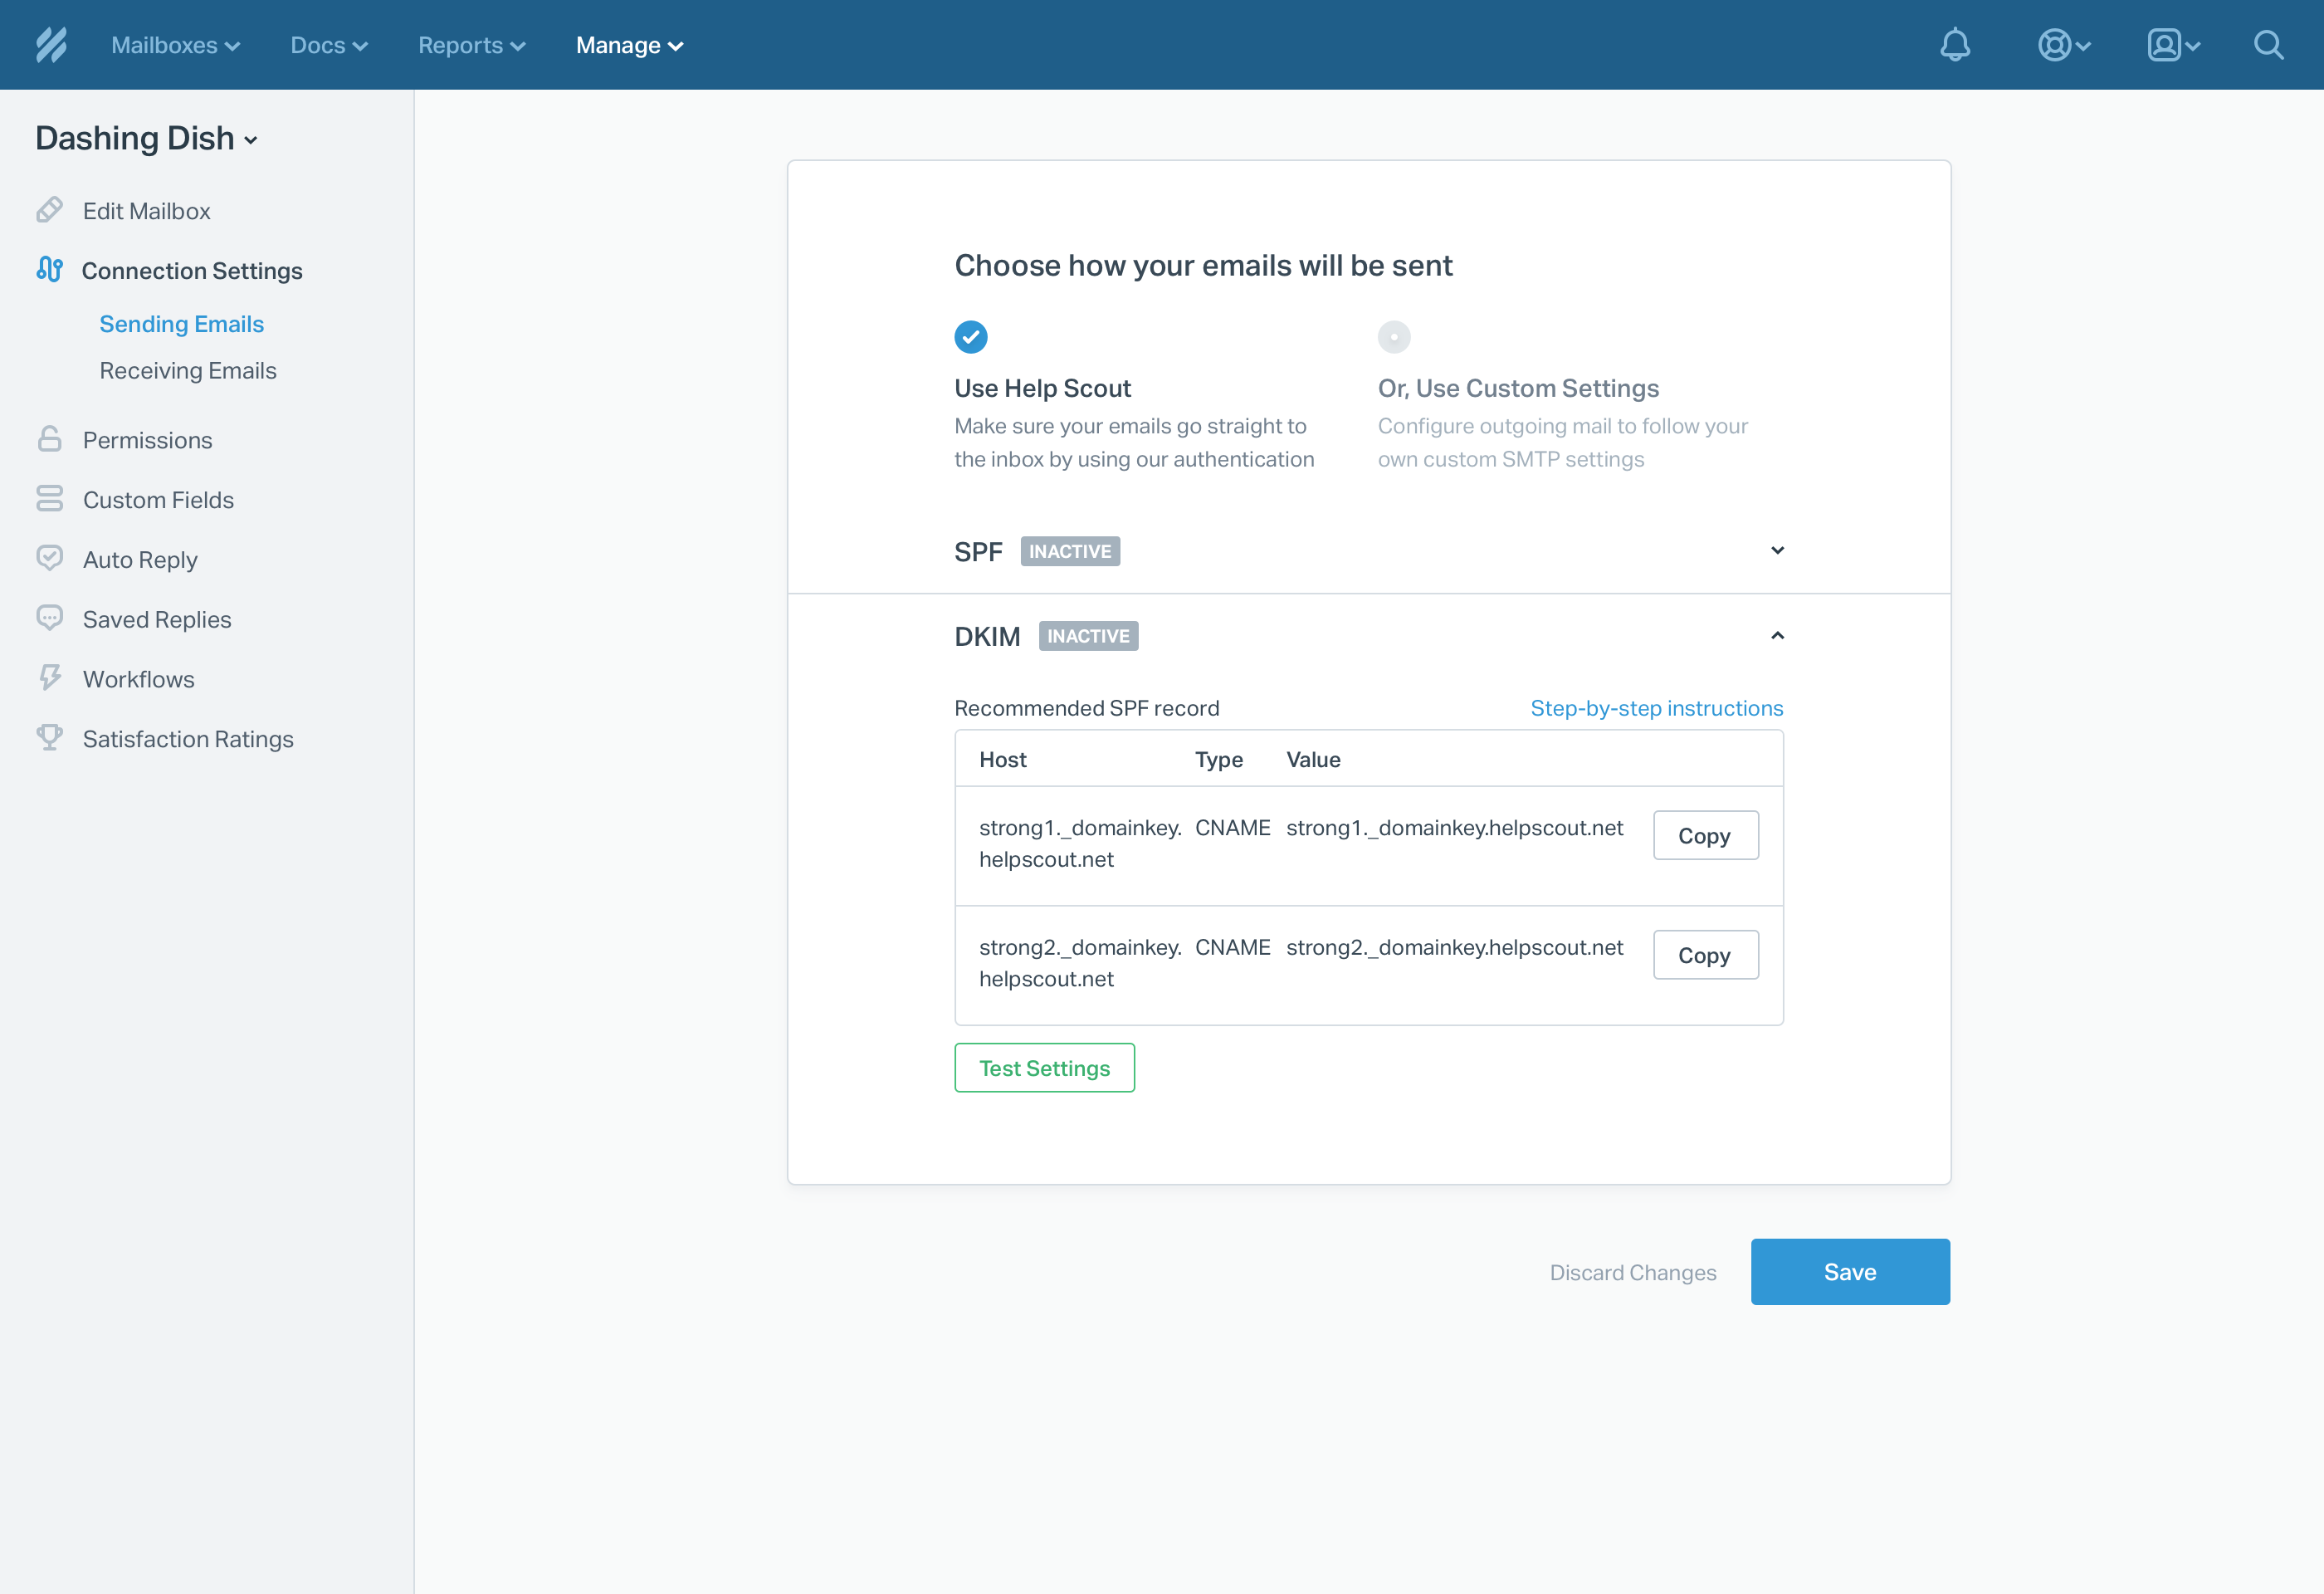 Mailboxes Docs Reports Manage
Dashing Dish
Edit Mailbox
Connection Settings
Sending Emails
Receiving Emails
Permissions
Custom Fields
Auto Reply
Saved Replies
Workflows
Satisfaction Ratings
Choose how your emails will be sent
Use Help Scout
Make sure your emails go straight to
the inbox by using our authentication
Or, Use Custom Settings
Configure outgoing mail to follow your
own custom SMTP settings
SPF INACTIVE
DKIM INACTIVE
Recommended SPF record Step-by-step instructions
Host Type Value
strong1._domainkey. CNAME strong1._domainkey.helpscout.net Copy
helpscout.net
strong2._domainkey. CNAME strong2._domainkey.helpscout.net Copy
helpscout.net
Test Settings
Discard Changes Save